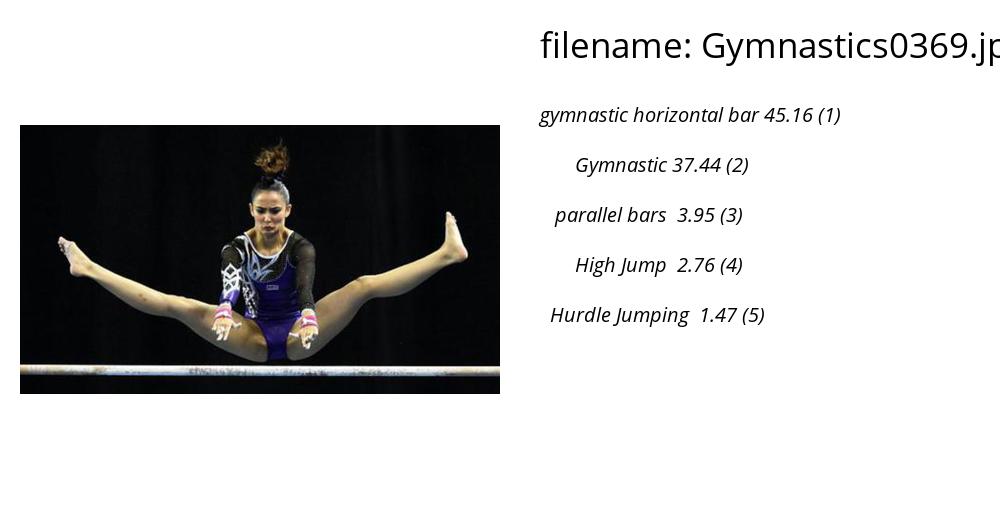 filename: Gymnastics0369.jp
gymnastic horizontal bar 45.16 (1)
Gymnastic 37.44 (2)
parallel bars 3.95 (3)
High Jump 2.76 (4)
Hurdle Jumping 1.47 (5)